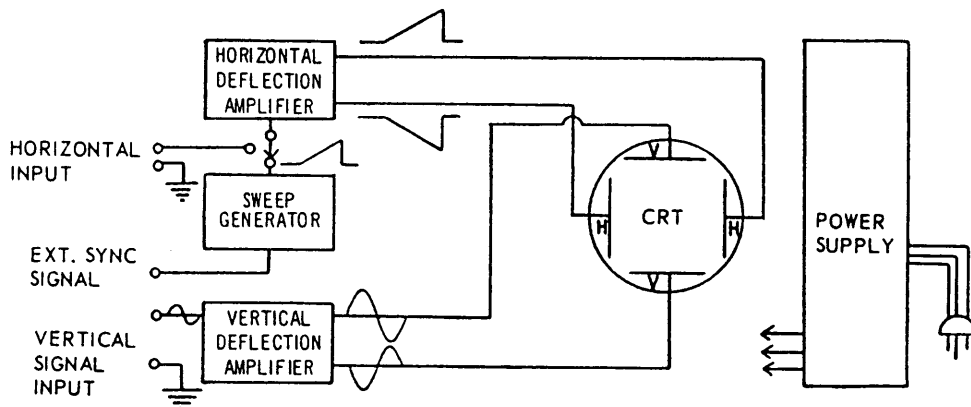 HORIZONTAL
DEFLECTION
AMPLIFIER
HORIZONTAL
INPUT
SWEEP
GENERATOR
EXT. SYNC
SIGNAL
VERTICAL
SIGNAL
INPUT
VERTICAL
DEFLECTION
AMPLIFIER
V
H
CRT
H
V
POWER
SUPPLY